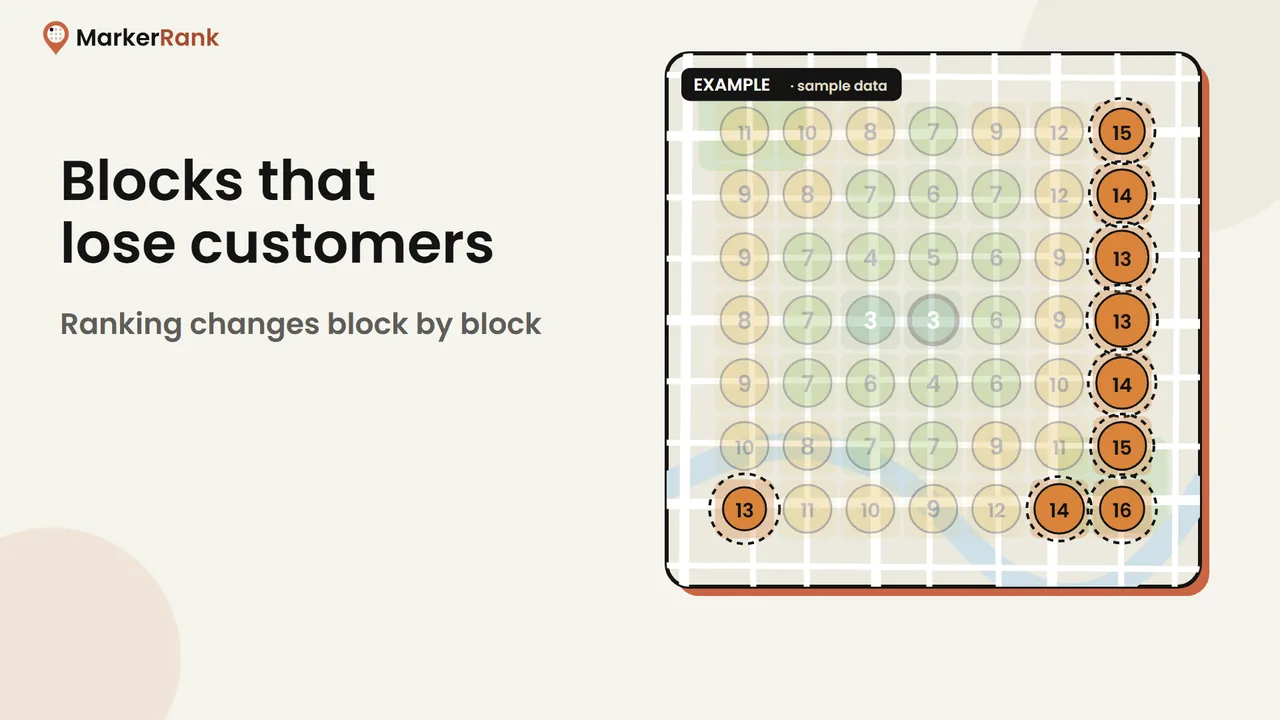 MarkerRank
Blocks that
lose customers
Ranking changes block by block
EXAMPLE · sample data
11 10 8 7 9 12 15
9 8 7 6 7 12 14
9 7 4 5 6 9 13
8 7 3 3 6 9 13
9 7 6 4 6 10 14
10 8 7 7 9 11 15
13 11 10 9 12 14 16